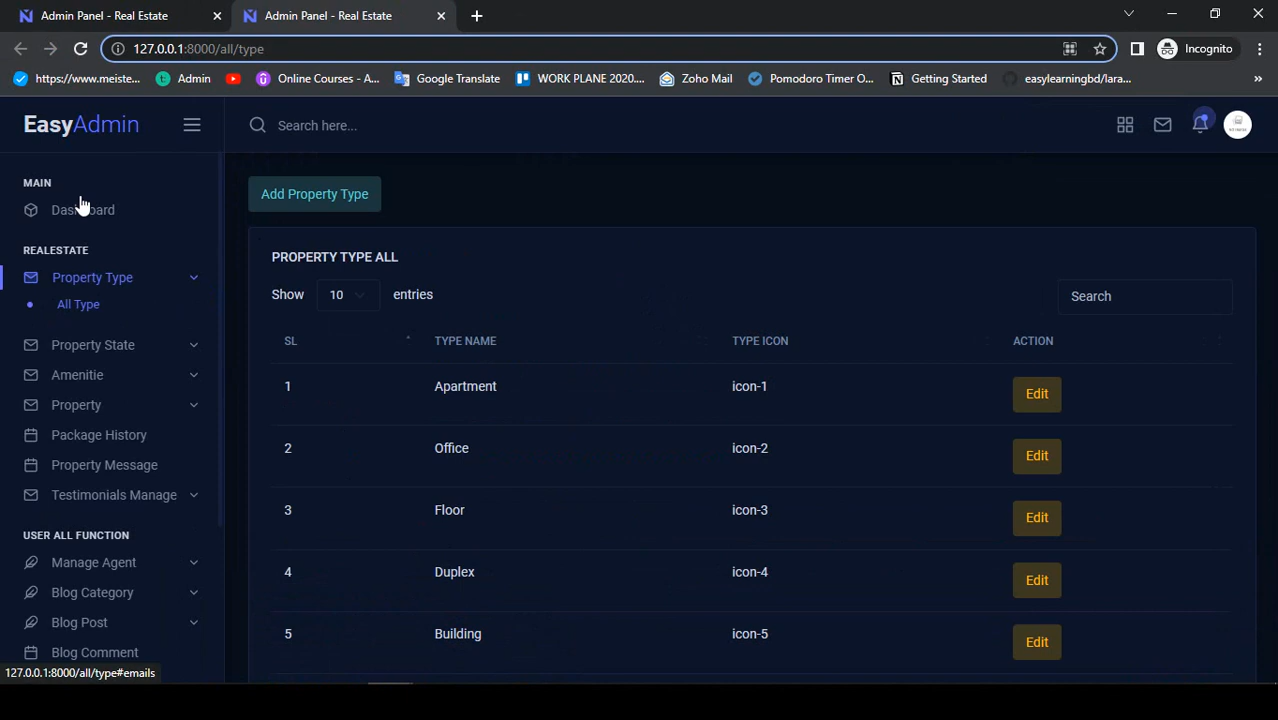 Admin Panel - Real Estate
Admin Panel - Real Estate
Incognito
127.0.0.1:8000/all/type
https://www.meiste...
Admin
Online Courses - A...
Google Translate
WORK PLANE 2020....
Zoho Mail
Pomodoro Timer O...
Getting Started
easylearningbd/lara...
EasyAdmin
Search here...
MAIN
Dashboard
REALESTATE
Property Type
All Type
Property State
Amenitie
Property
Package History
Property Message
Testimonials Manage
USER ALL FUNCTION
Manage Agent
Blog Category
Blog Post
Blog Comment
127.0.0.1:8000/all/type#emails
Add Property Type
PROPERTY TYPE ALL
Show 10 entries Search
SL TYPE NAME TYPE ICON ACTION
1 Apartment icon-1 Edit
2 Office icon-2 Edit
3 Floor icon-3 Edit
4 Duplex icon-4 Edit
5 Building icon-5 Edit